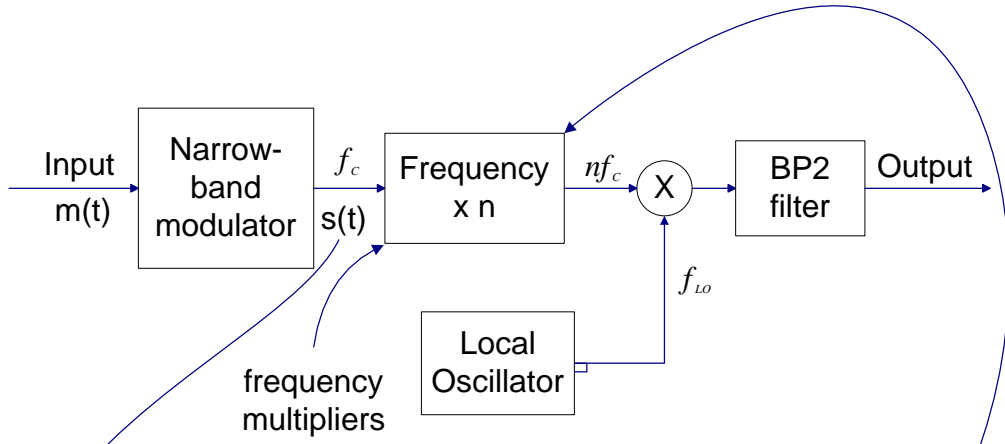 Input
m(t)
Narrow-
band
modulator
f_c
s(t)
Frequency
x n
nf_c
X
BP2
filter
Output
f_LO
Local
Oscillator
frequency
multipliers